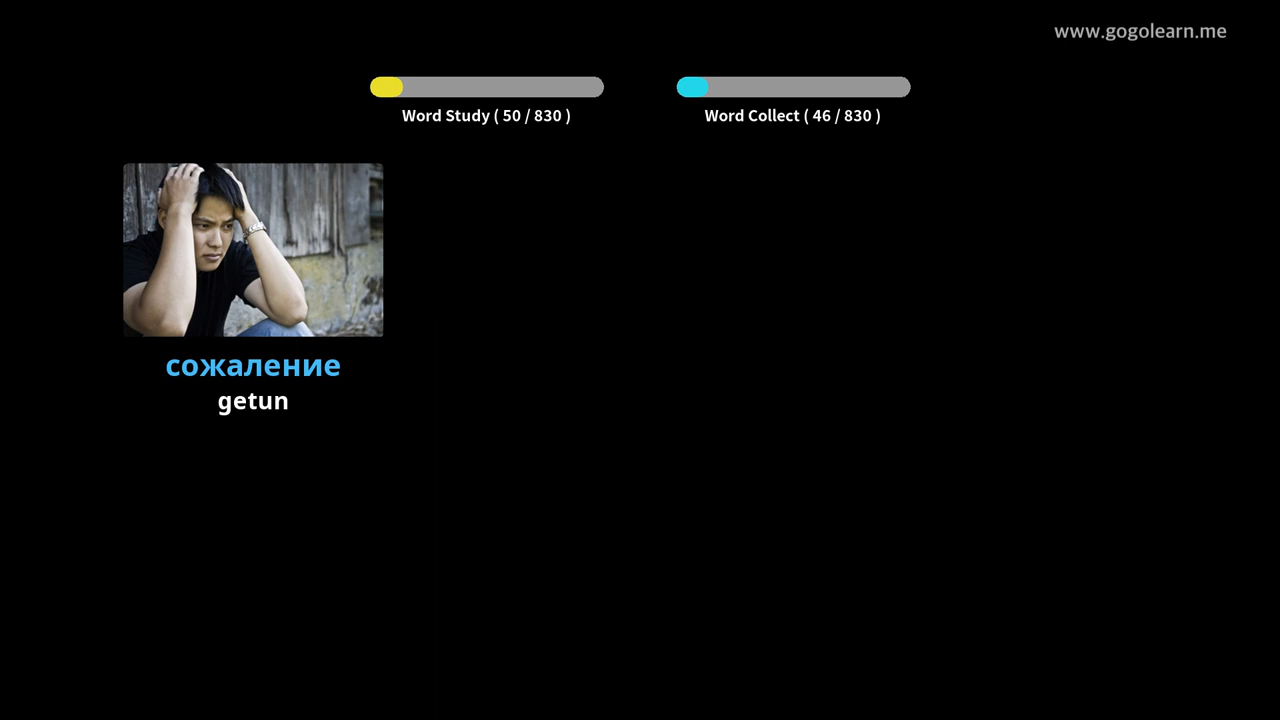 www.gogolearn.me
Word Study ( 50 / 830 )
Word Collect ( 46 / 830 )
сожаление
getun